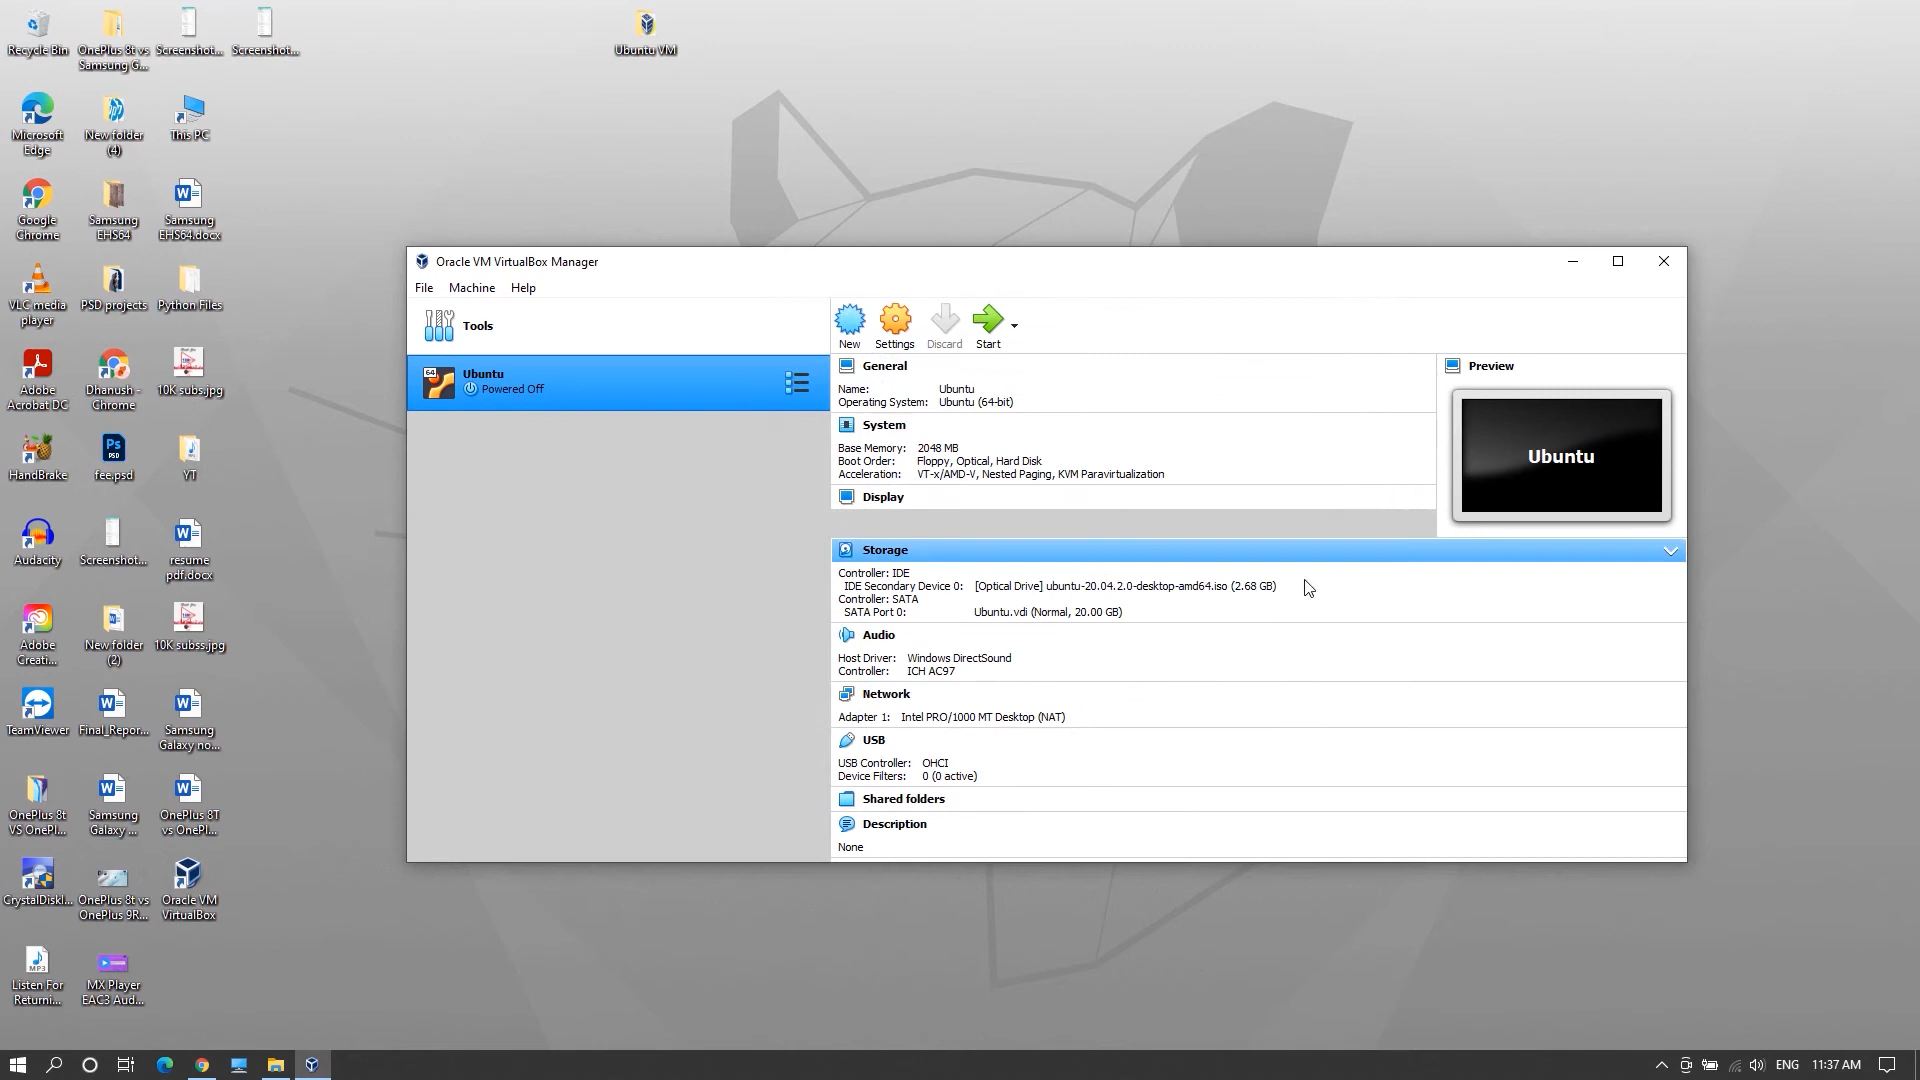 Recycle Bin
OnePlus 8t vs
Samsung G...
Screenshot...
Screenshot...
Ubuntu VM
Microsoft
Edge
New folder
(4)
This PC
Google
Chrome
Samsung
EHS64
Samsung
EHS64.docx
VLC media
player
PSD projects
Python Files
Adobe
Acrobat DC
Dhanush -
Chrome
10K subs.jpg
HandBrake
fee.psd
YT
Audacity
Screenshot...
resume
pdf.docx
Adobe
Creati...
New folder
(2)
10K subss.jpg
TeamViewer
Final_Repor...
Samsung
Galaxy no...
OnePlus 8t
VS OnePl...
Samsung
Galaxy ...
OnePlus 8T
vs OnePl...
CrystalDiskI...
OnePlus 8t vs
OnePlus 9R...
Oracle VM
VirtualBox
Listen For
Returni...
MX Player
EAC3 Aud...
Oracle VM VirtualBox Manager
File Machine Help
Tools
New Settings Discard Start
64
Ubuntu
Powered Off
General
Name: Ubuntu
Operating System: Ubuntu (64-bit)
System
Base Memory: 2048 MB
Boot Order: Floppy, Optical, Hard Disk
Acceleration: VT-x/AMD-V, Nested Paging, KVM Paravirtualization
Display
Preview
Ubuntu
Storage
Controller: IDE
IDE Secondary Device 0: [Optical Drive] ubuntu-20.04.2.0-desktop-amd64.iso (2.68 GB)
Controller: SATA
SATA Port 0: Ubuntu.vdi (Normal, 20.00 GB)
Audio
Host Driver: Windows DirectSound
Controller: ICH AC97
Network
Adapter 1: Intel PRO/1000 MT Desktop (NAT)
USB
USB Controller: OHCI
Device Filters: 0 (0 active)
Shared folders
Description
None
ENG
11:37 AM